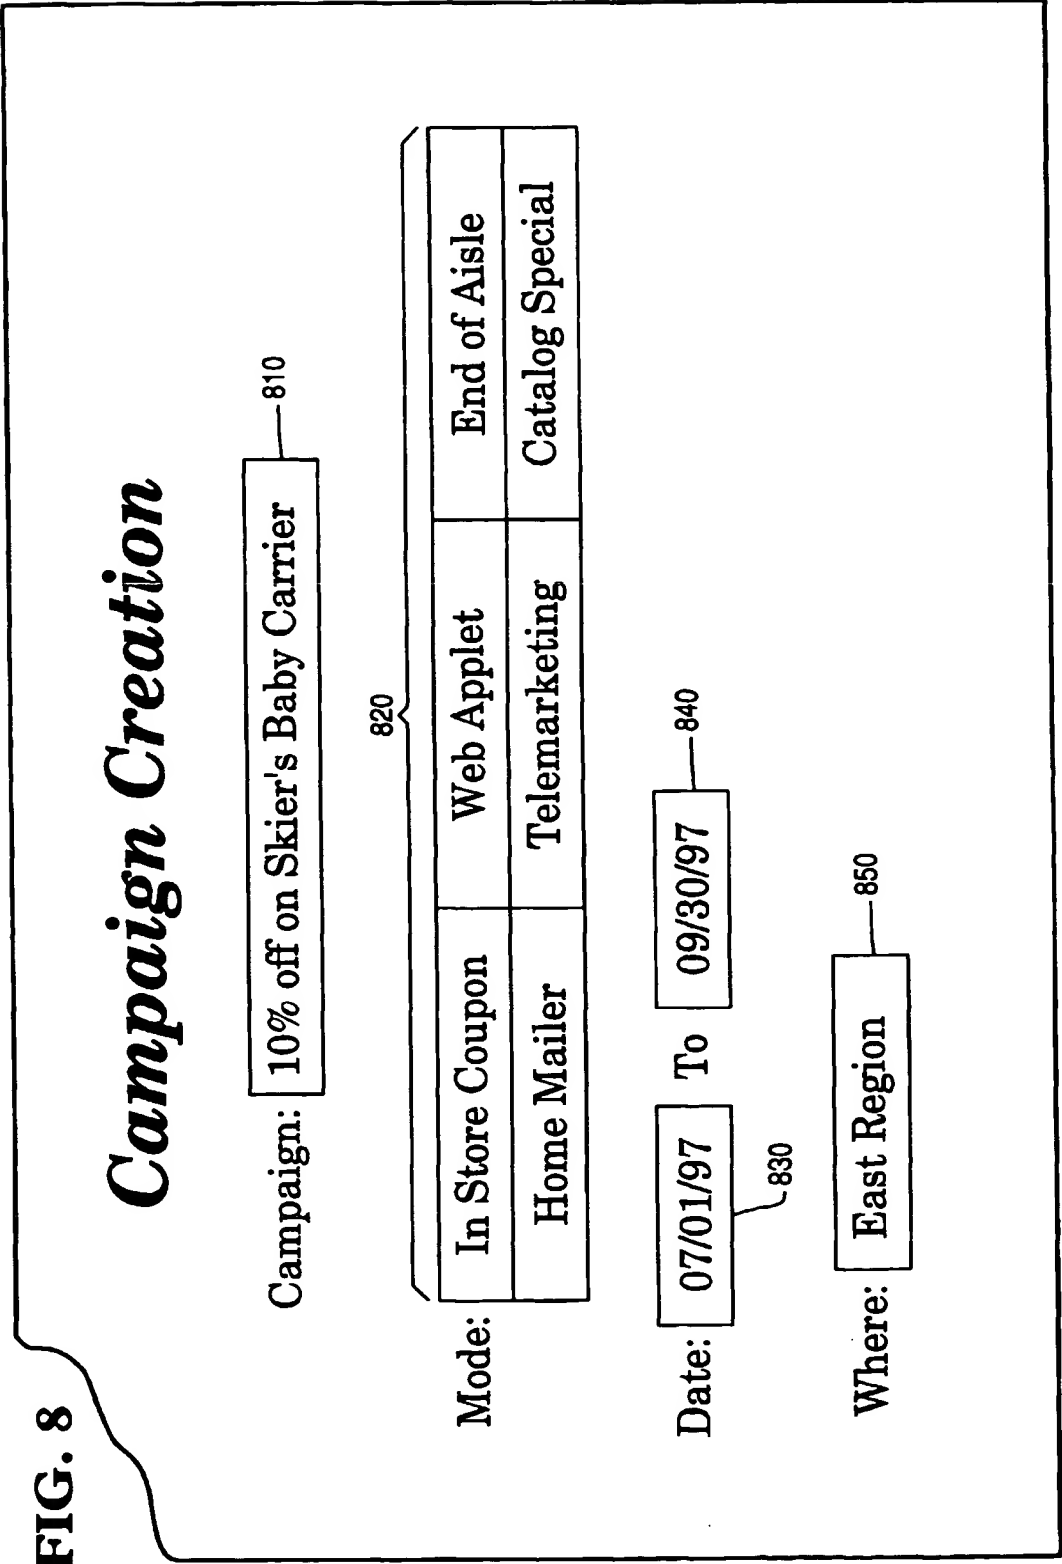 FIG. 8
Campaign Creation
Campaign: 10% off on Skier's Baby Carrier 810
820
Mode: In Store Coupon Web Applet End of Aisle
Home Mailer Telemarketing Catalog Special
Date: 07/01/97 To 09/30/97 840
830
Where: East Region 850